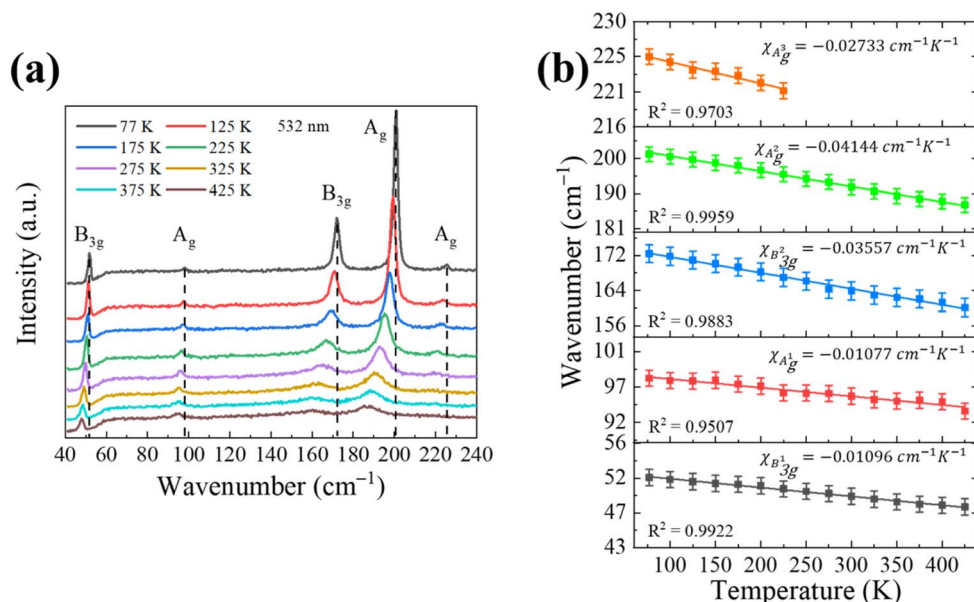 (a)
77 K 125 K 532 nm
175 K 225 K
275 K 325 K
375 K 425 K
B3g
Ag
B3g
Ag
Ag
Intensity (a.u.)
40 60 80 100 120 140 160 180 200 220 240
Wavenumber (cm⁻¹)
(b)
229
225
221
216
χA³g = −0.02733 cm⁻¹K⁻¹
R² = 0.9703
200
190
181
χA²g = −0.04144 cm⁻¹K⁻¹
R² = 0.9959
172
164
156
χB²3g = −0.03557 cm⁻¹K⁻¹
R² = 0.9883
101
97
92
χA¹g = −0.01077 cm⁻¹K⁻¹
R² = 0.9507
56
52
47
43
χB¹3g = −0.01096 cm⁻¹K⁻¹
R² = 0.9922
Wavenumber (cm⁻¹)
100 150 200 250 300 350 400
Temperature (K)